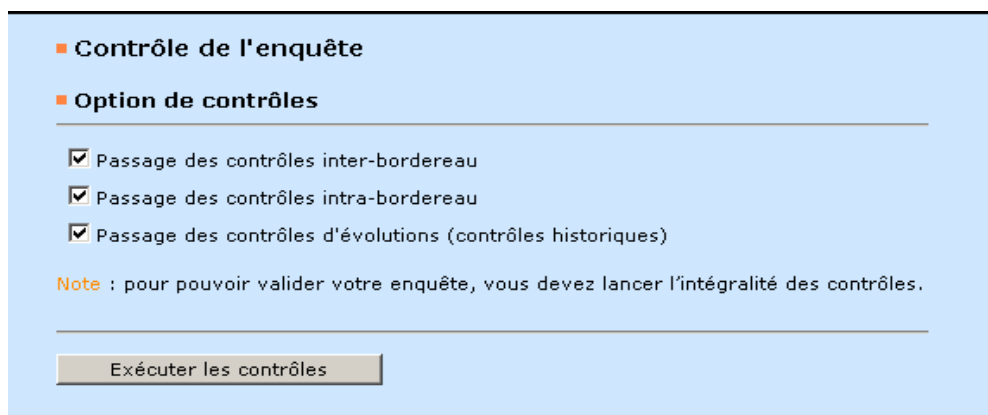 Contrôle de l'enquête
Option de contrôles
Passage des contrôles inter-bordereau
Passage des contrôles intra-bordereau
Passage des contrôles d'évolutions (contrôles historiques)
Note : pour pouvoir valider votre enquête, vous devez lancer l’intégralité des contrôles.
Exécuter les contrôles